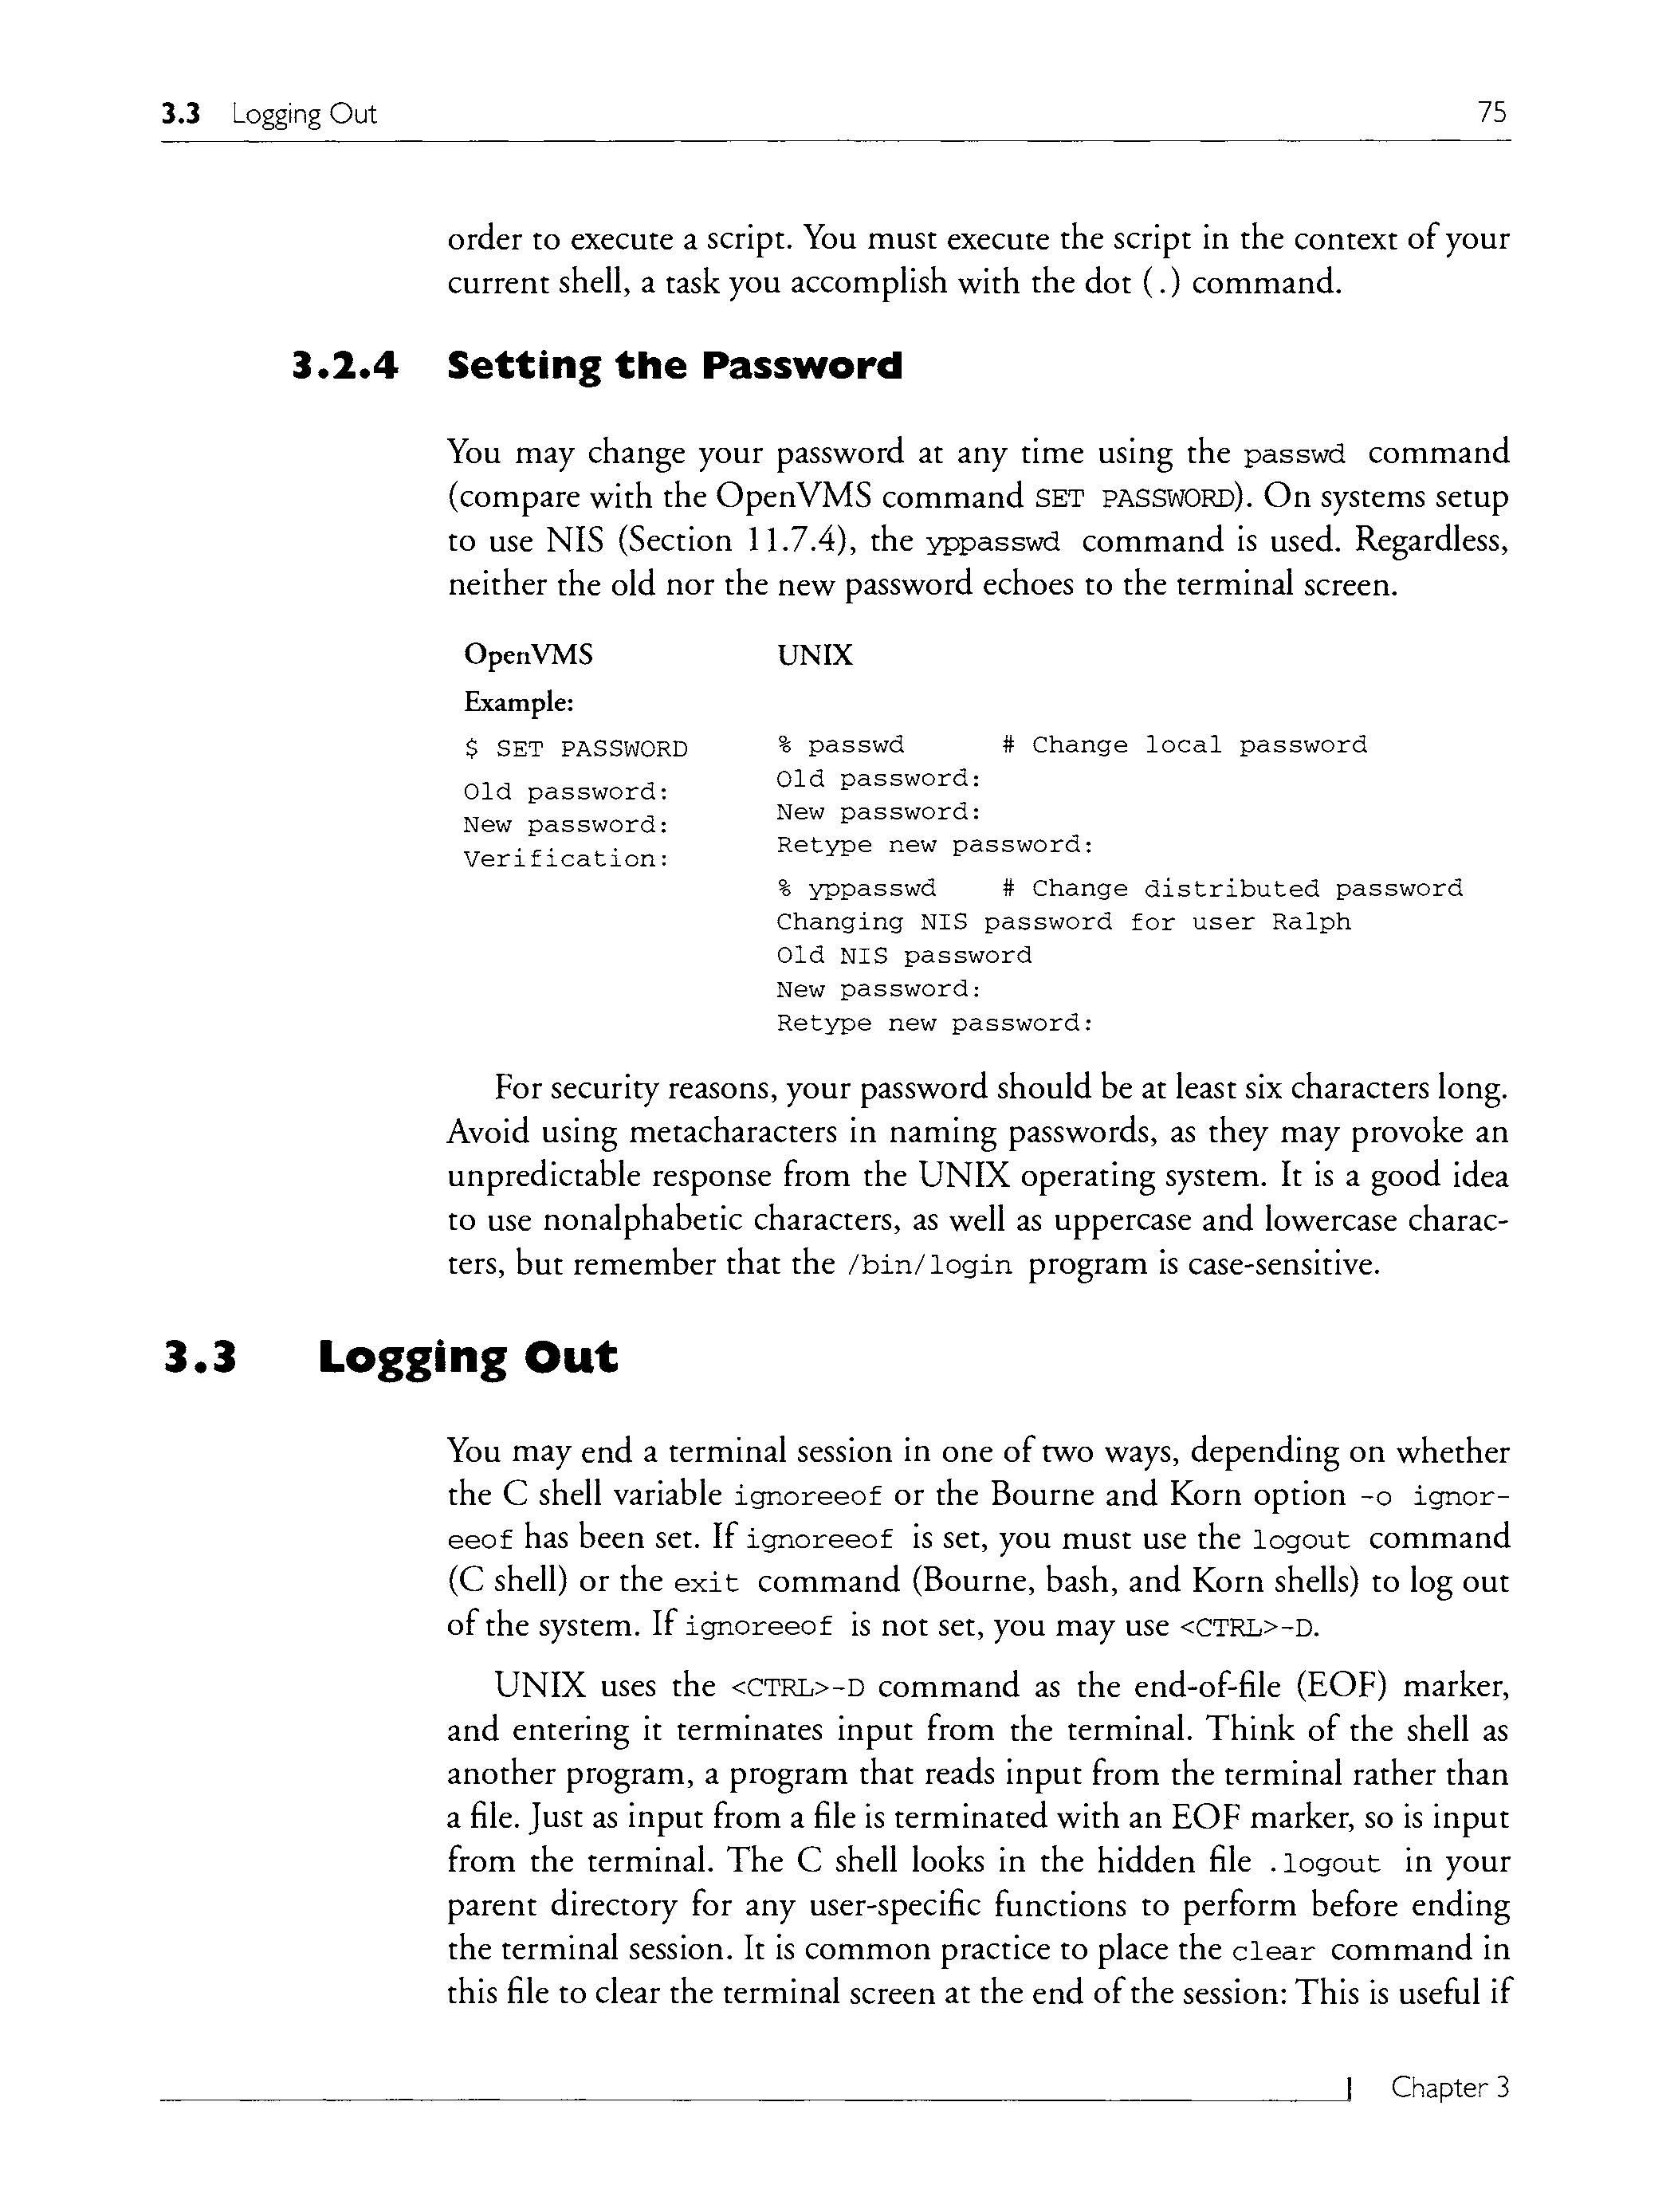 3.3 Logging Out 75
order to execute a script. You must execute the script in the context of your
current shell, a task you accomplish with the dot (.) command.
3.2.4 Setting the Password
You may change your password at any time using the passwd command
(compare with the OpenVMS command SET PASSWORD). On systems setup
to use NIS (Section 11.7.4), the yppasswd command is used. Regardless,
neither the old nor the new password echoes to the terminal screen.
OpenVMS UNIX
Example:
$ SET PASSWORD % passwd # Change local password
Old password: Old password:
New password: New password:
Verification: Retype new password:
% yppasswd # Change distributed password
Changing NIS password for user Ralph
Old NIS password
New password:
Retype new password:
For security reasons, your password should be at least six characters long.
Avoid using metacharacters in naming passwords, as they may provoke an
unpredictable response from the UNIX operating system. It is a good idea
to use nonalphabetic characters, as well as uppercase and lowercase charac-
ters, but remember that the /bin/login program is case-sensitive.
3.3 Logging Out
You may end a terminal session in one of two ways, depending on whether
the C shell variable ignoreeof or the Bourne and Korn option -o ignor-
eeof has been set. If ignoreeof is set, you must use the logout command
(C shell) or the exit command (Bourne, bash, and Korn shells) to log out
of the system. If ignoreeof is not set, you may use <CTRL>-D.
UNIX uses the <CTRL>-D command as the end-of-file (EOF) marker,
and entering it terminates input from the terminal. Think of the shell as
another program, a program that reads input from the terminal rather than
a file. Just as input from a file is terminated with an EOF marker, so is input
from the terminal. The C shell looks in the hidden file .logout in your
parent directory for any user-specific functions to perform before ending
the terminal session. It is common practice to place the clear command in
this file to clear the terminal screen at the end of the session: This is useful if
Chapter 3